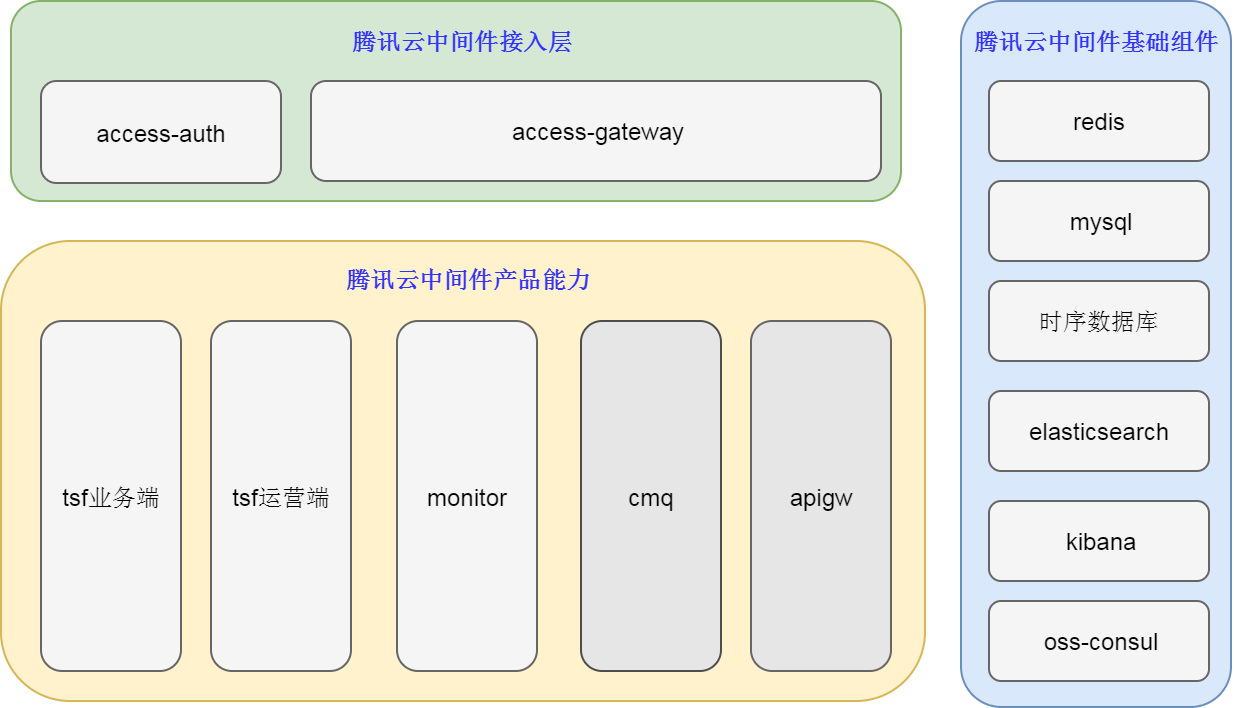 腾讯云中间件接入层
access-auth
access-gateway
腾讯云中间件产品能力
tsf业务端
tsf运营端
monitor
cmq
apigw
腾讯云中间件基础组件
redis
mysql
时序数据库
elasticsearch
kibana
oss-consul